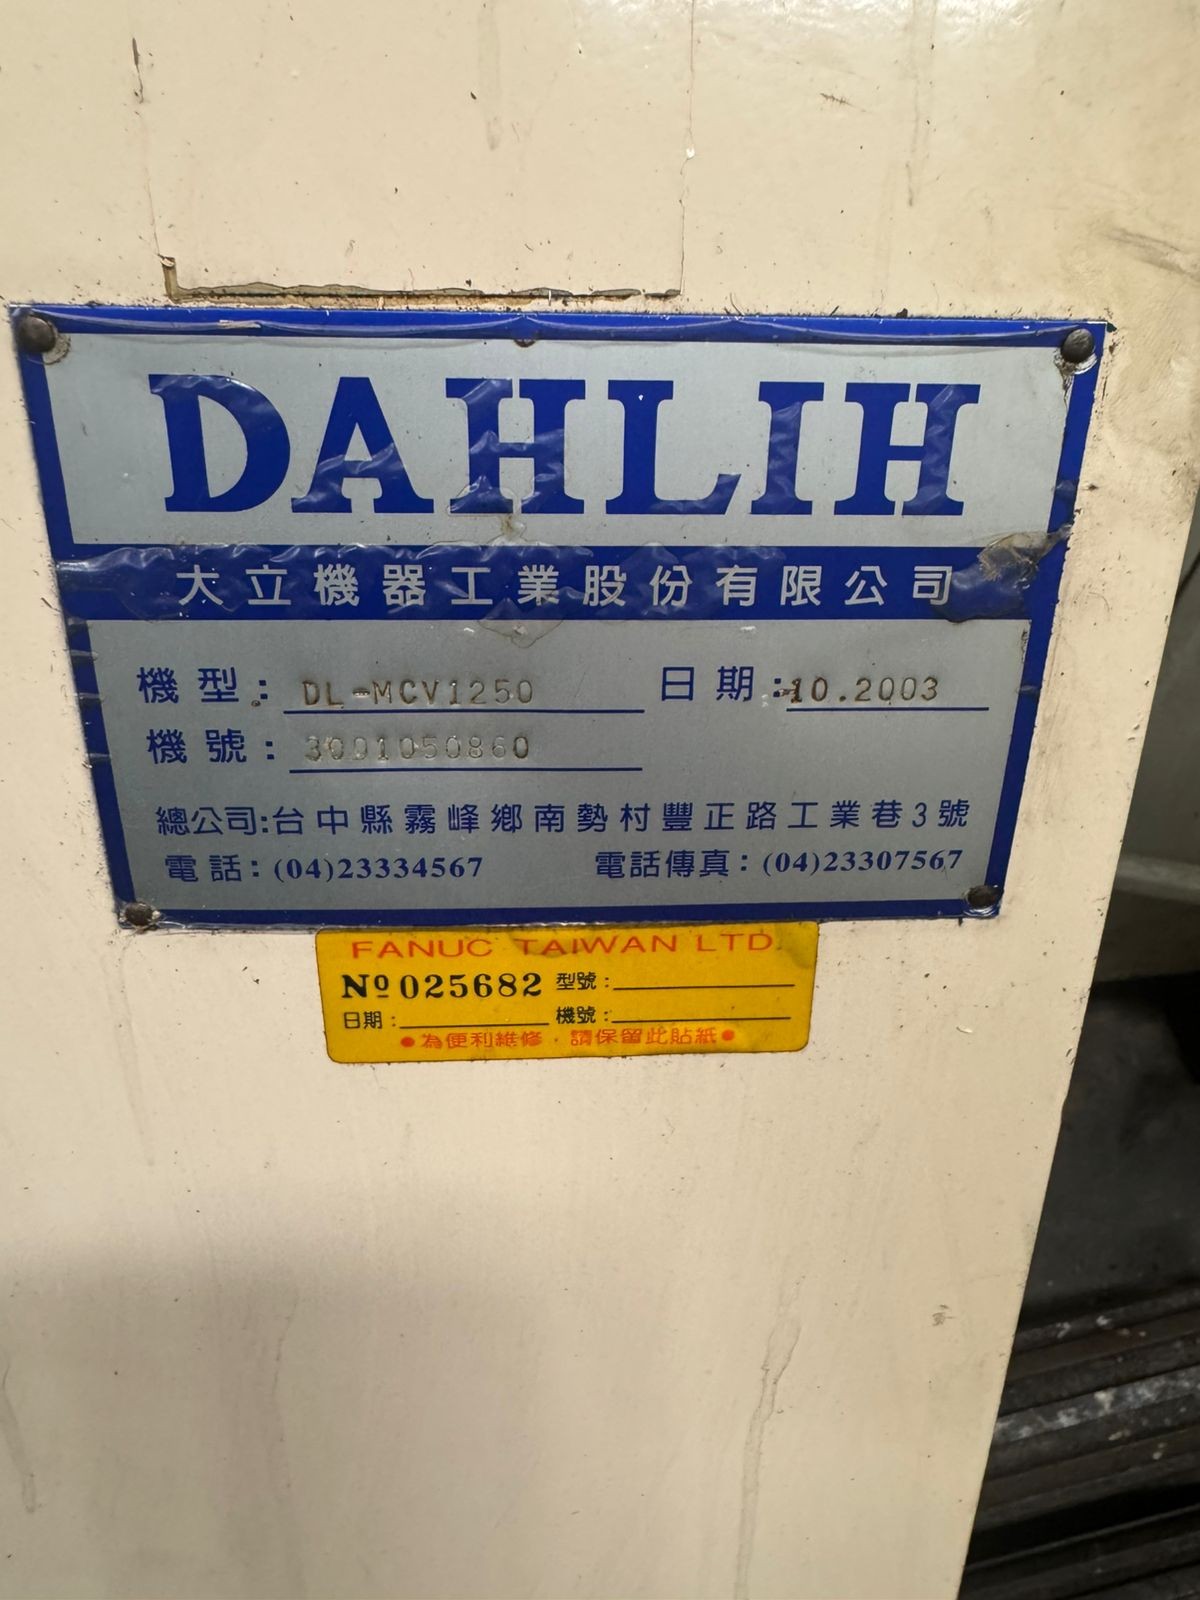 DAHLIH
大立機器工業股份有限公司
機型: DL-MCV1250 日期:10.2003
機號: 3001050860
總公司:台中縣霧峰鄉南勢村豐正路工業巷3號
電話:(04)23334567 電話傳真:(04)23307567
FANUC TAIWAN LTD
Nº 025682 型號:
日期: 機號:
●為便利維修，請保留此貼紙●